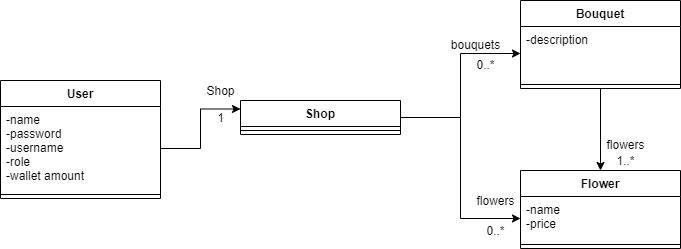 Bouquet
-description
bouquets
0..*
User
-name
-password
-username
-role
-wallet amount
Shop
1
Shop
flowers
1..*
flowers
0..*
Flower
-name
-price